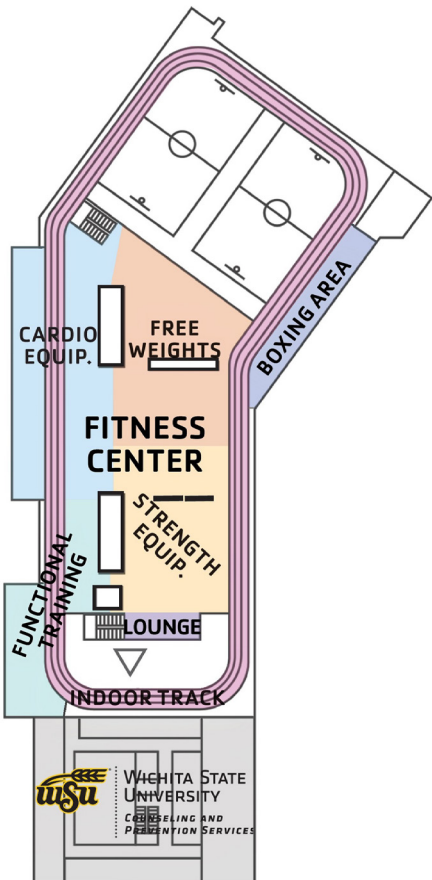 BOXING AREA
CARDIO
EQUIP.
FREE
WEIGHTS
FITNESS
CENTER
STRENGTH
EQUIP.
FUNCTIONAL
TRAINING
LOUNGE
INDOOR TRACK
wsu
WICHITA STATE
UNIVERSITY
COUNSELING AND
PREVENTION SERVICES